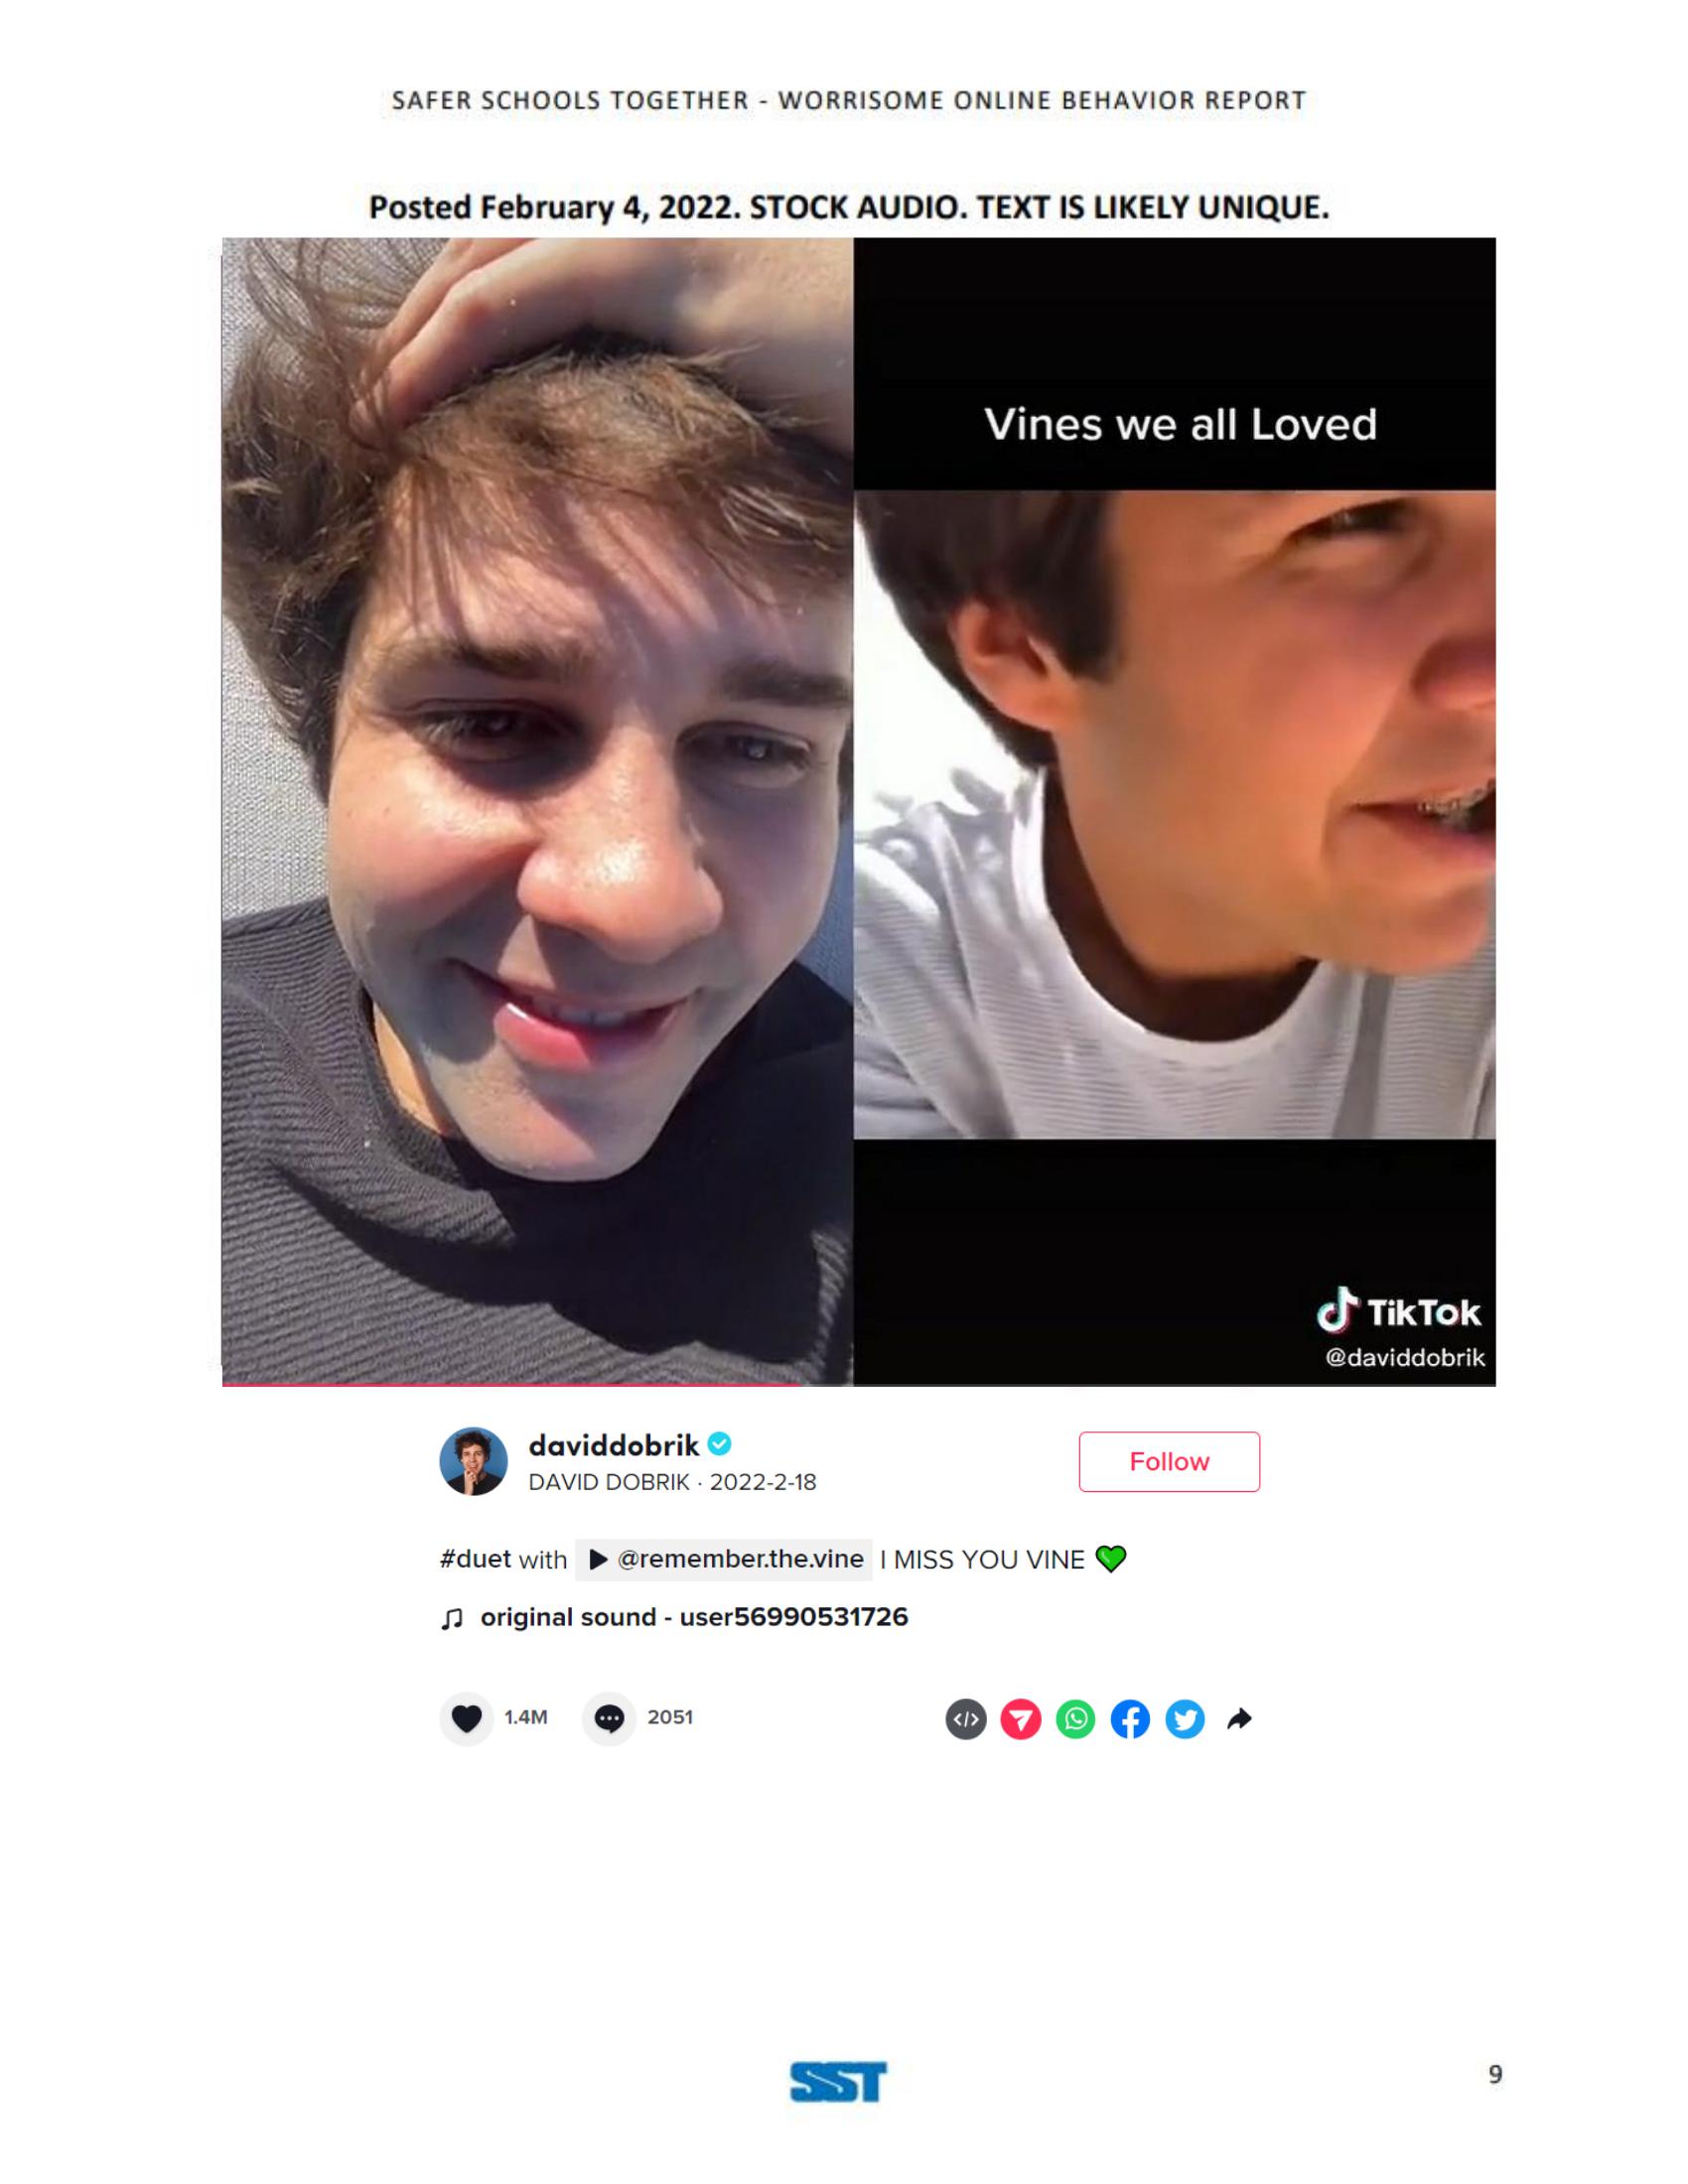 SAFER SCHOOLS TOGETHER - WORRISOME ONLINE BEHAVIOR REPORT
Posted February 4, 2022. STOCK AUDIO. TEXT IS LIKELY UNIQUE.
Vines we all Loved
TikTok
@daviddobrik
daviddobrik
DAVID DOBRIK · 2022-2-18
Follow
#duet with @remember.the.vine I MISS YOU VINE 💚
original sound - user56990531726
1.4M 2051
SST
9